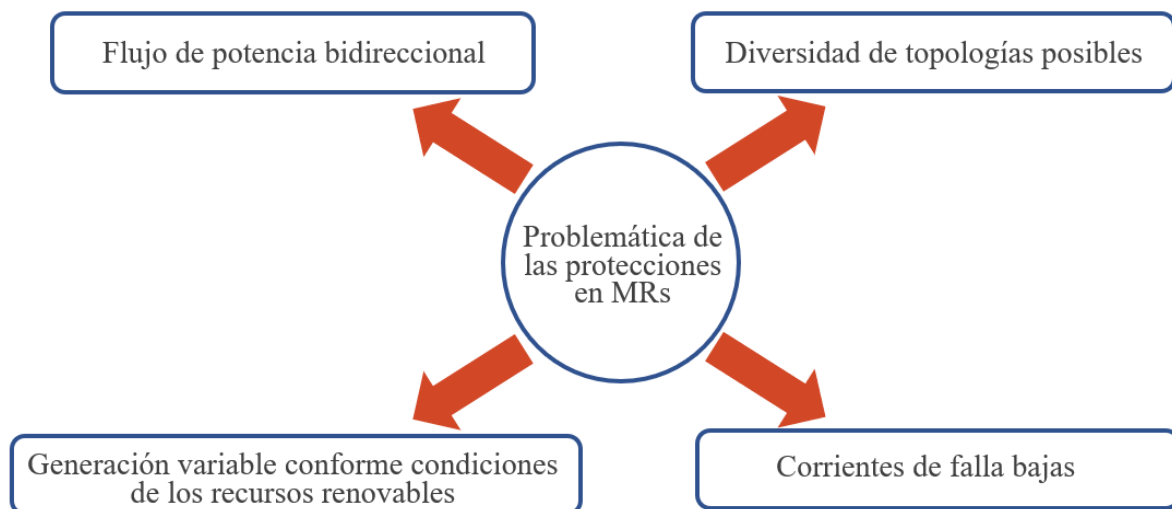 Flujo de potencia bidireccional
Diversidad de topologías posibles
Problemática de
las protecciones
en MRs
Generación variable conforme condiciones
de los recursos renovables
Corrientes de falla bajas